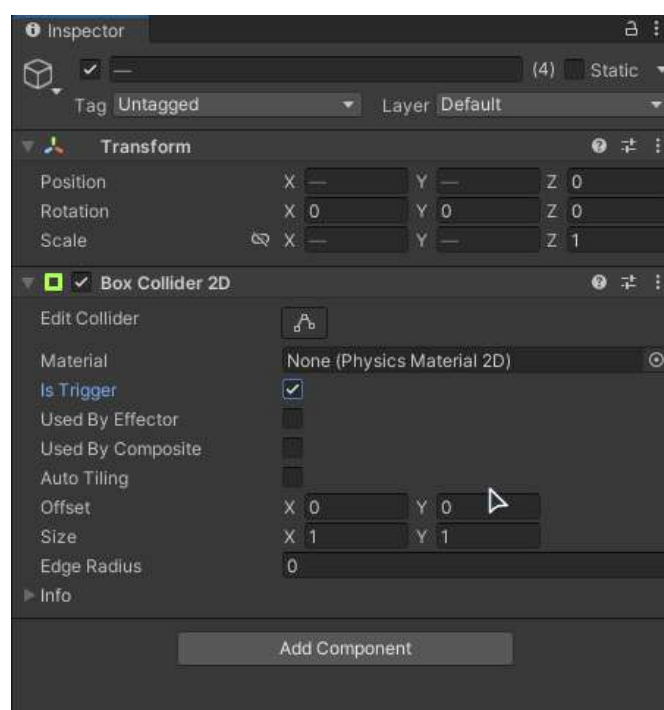 Inspector
— (4) Static
Tag Untagged Layer Default
Transform
Position X — Y — Z 0
Rotation X 0 Y 0 Z 0
Scale X — Y — Z 1
Box Collider 2D
Edit Collider
Material None (Physics Material 2D)
Is Trigger
Used By Effector
Used By Composite
Auto Tiling
Offset X 0 Y 0
Size X 1 Y 1
Edge Radius 0
Info
Add Component